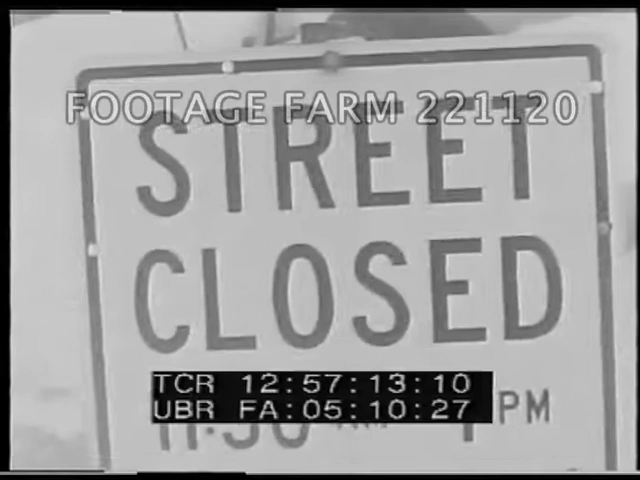 FOOTAGE FARM 221120
STREET
CLOSED
TCR 12:57:13:10
UBR FA:05:10:27
PM